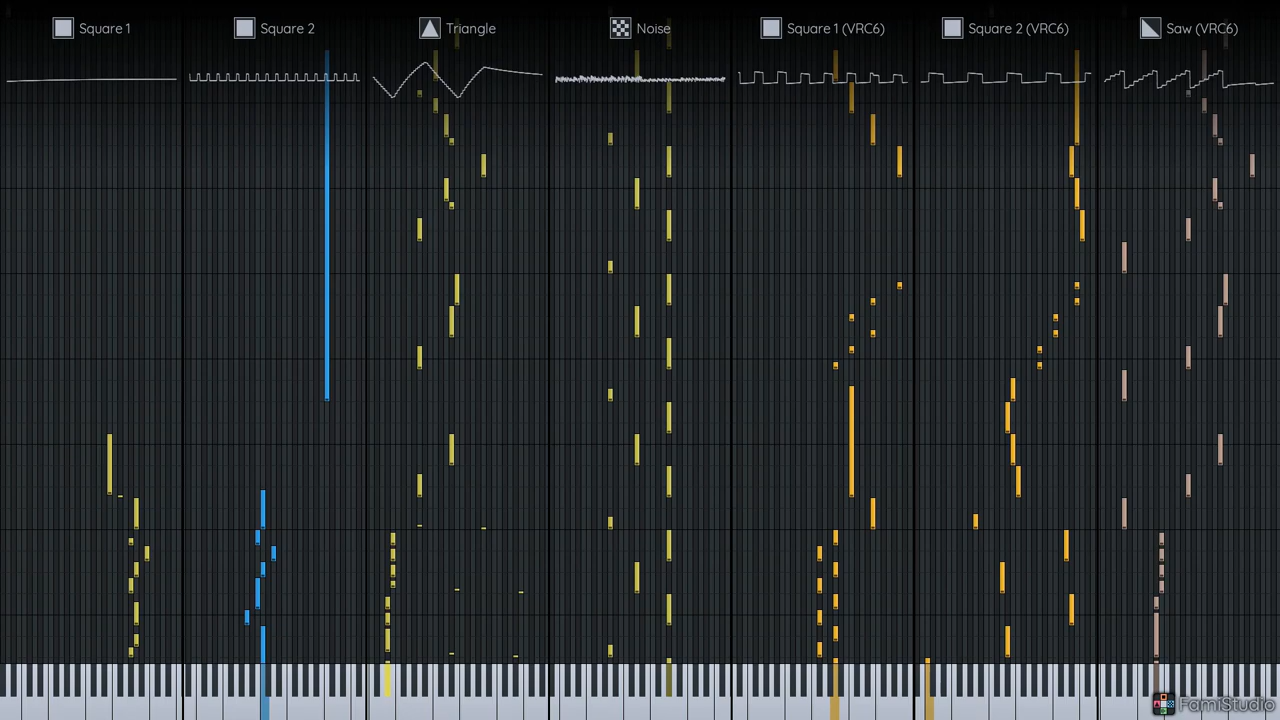 Square 1
Square 2
Triangle
Noise
Square 1 (VRC6)
Square 2 (VRC6)
Saw (VRC6)
FamiStudio